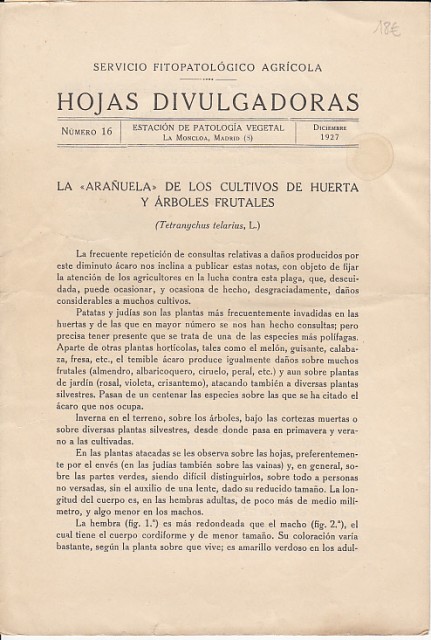 18€
SERVICIO FITOPATOLÓGICO AGRÍCOLA
HOJAS DIVULGADORAS
NÚMERO 16
ESTACIÓN DE PATOLOGÍA VEGETAL
LA MONCLOA, MADRID (8)
DICIEMBRE
1927
LA «ARAÑUELA» DE LOS CULTIVOS DE HUERTA
Y ÁRBOLES FRUTALES
(Tetranychus telarius, L.)
La frecuente repetición de consultas relativas a daños producidos por
este diminuto ácaro nos inclina a publicar estas notas, con objeto de fijar
la atención de los agricultores en la lucha contra esta plaga, que, descui-
dada, puede ocasionar, y ocasiona de hecho, desgraciadamente, daños
considerables a muchos cultivos.
Patatas y judías son las plantas más frecuentemente invadidas en las
huertas y de las que en mayor número se nos han hecho consultas; pero
precisa tener presente que se trata de una de las especies más polífagas.
Aparte de otras plantas hortícolas, tales como el melón, guisante, calaba-
za, fresa, etc., el temible ácaro produce igualmente daños sobre muchos
frutales (almendro, albaricoquero, ciruelo, peral, etc.) y aun sobre plantas
de jardín (rosal, violeta, crisantemo), atacando también a diversas plantas
silvestres. Pasan de un centenar las especies sobre las que se ha citado el
ácaro que nos ocupa.
Inverna en el terreno, sobre los árboles, bajo las cortezas muertas o
sobre diversas plantas silvestres, desde donde pasa en primavera y vera-
no a las cultivadas.
En las plantas atacadas se les observa sobre las hojas, preferentemen-
te por el envés (en las judías también sobre las vainas) y, en general, so-
bre las partes verdes, siendo difícil distinguirlos, sobre todo a personas
no versadas, sin el auxilio de una lente, dado su reducido tamaño. La lon-
gitud del cuerpo es, en las hembras adultas, de poco más de medio milí-
metro, y algo menor en los machos.
La hembra (fig. 1.ª) es más redondeada que el macho (fig. 2.ª), el
cual tiene el cuerpo cordiforme y de menor tamaño. Su coloración varía
bastante, según la planta sobre que vive; es amarillo verdoso en los adul-